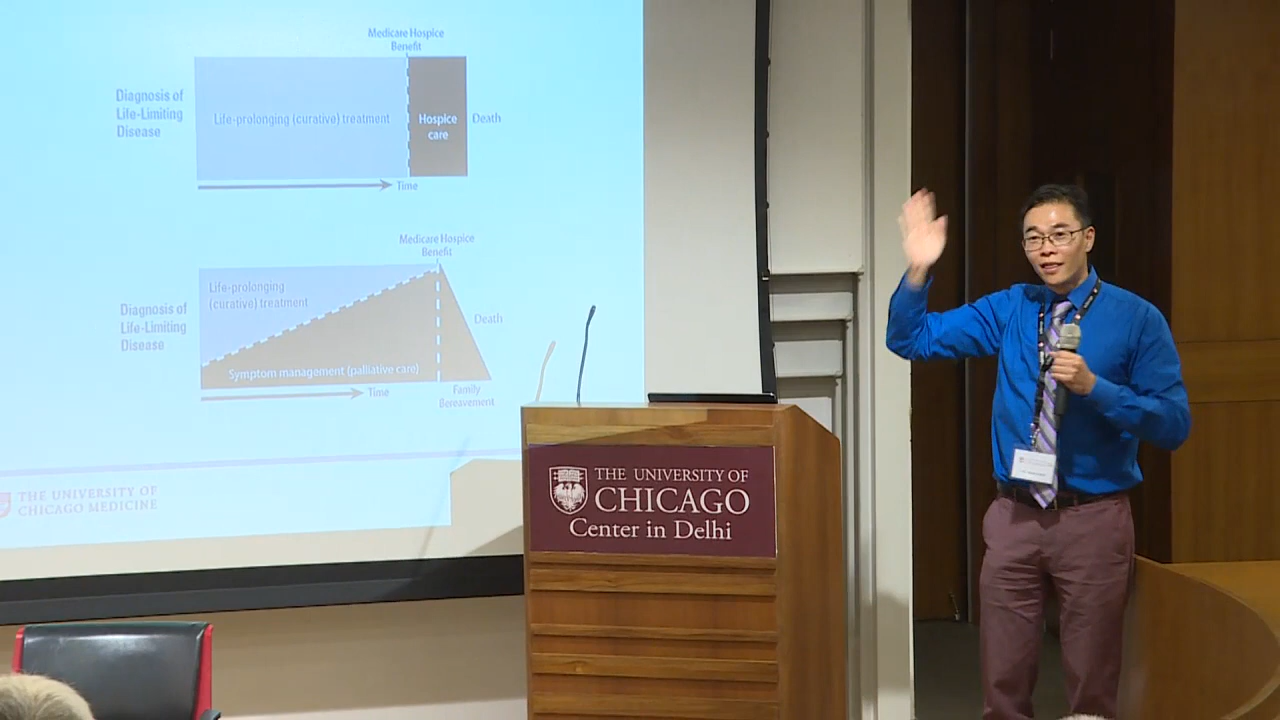 Medicare Hospice
Benefit
Diagnosis of
Life-Limiting
Disease
Life-prolonging (curative) treatment
Hospice
care
Death
Time
Medicare Hospice
Benefit
Diagnosis of
Life-Limiting
Disease
Life-prolonging
(curative) treatment
Death
Symptom management (palliative care)
Time
Family
Bereavement
THE UNIVERSITY OF
CHICAGO MEDICINE
THE UNIVERSITY OF
CHICAGO
Center in Delhi